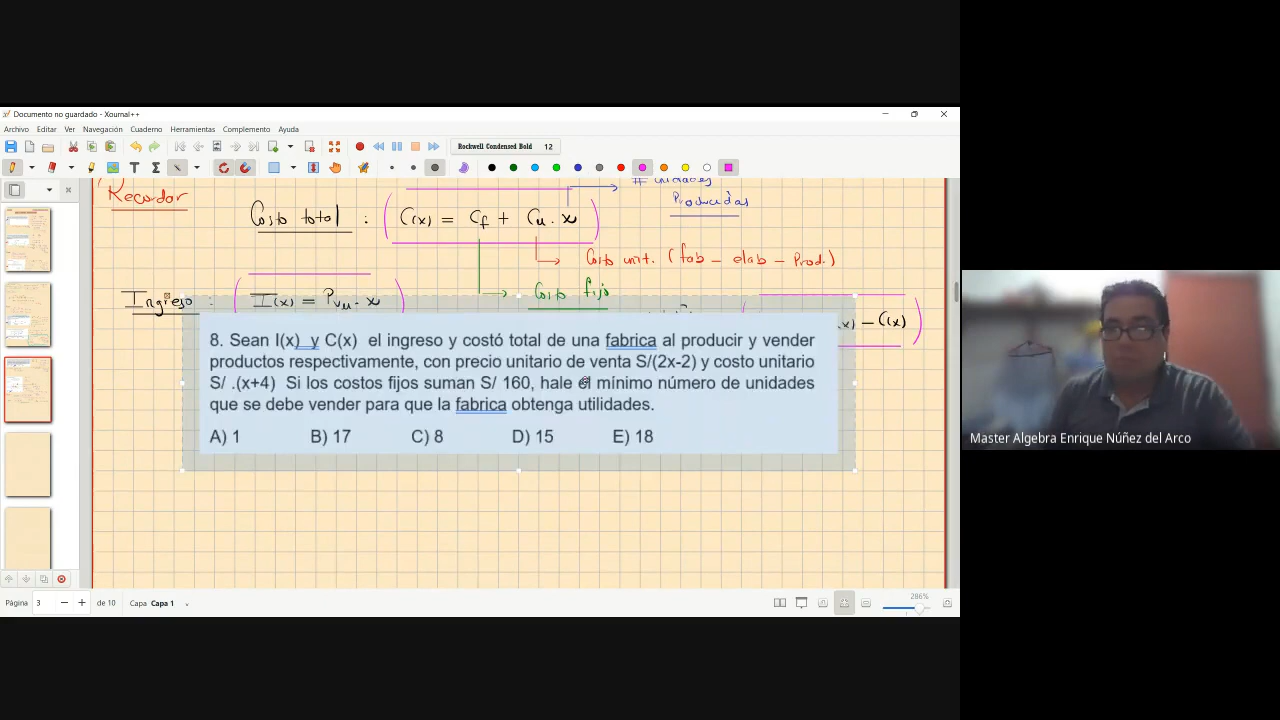 Documento no guardado - Xournal++
Archivo Editar Ver Navegación Cuaderno Herramientas Complemento Ayuda
Rockwell Condensed Bold 12
Recordar
# unidades
Producidas
Costo total : C(x) = Cf + Cu . x
Costo unit. (fab - elab - Prod.)
Costo fijo
Ingreso : I(x) = Pvu . x
(x) - C(x)
8. Sean I(x) y C(x) el ingreso y costó total de una fabrica al producir y vender
productos respectivamente, con precio unitario de venta S/(2x-2) y costo unitario
S/ .(x+4) Si los costos fijos suman S/ 160, hale el mínimo número de unidades
que se debe vender para que la fabrica obtenga utilidades.
A) 1 B) 17 C) 8 D) 15 E) 18
Master Algebra Enrique Núñez del Arco
Página 3 de 10 Capa Capa 1
286%